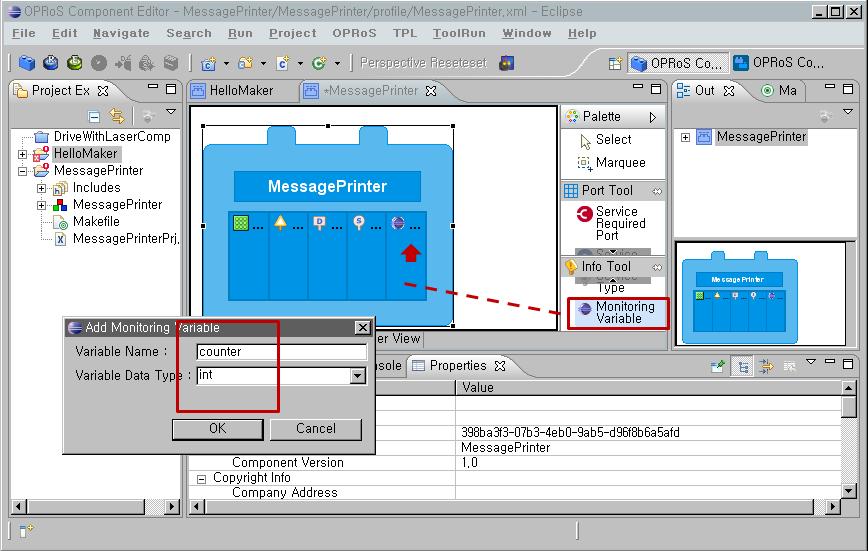 OPRoS Component Editor - MessagePrinter/MessagePrinter/profile/MessagePrinter.xml - Eclipse
File Edit Navigate Search Run Project OPRoS TPL ToolRun Window Help
Perspective Reseteset
OPRoS Co...
OPRoS Co...
Project Ex
DriveWithLaserComp
HelloMaker
MessagePrinter
Includes
MessagePrinter
Makefile
MessagePrinterPrj.
HelloMaker
*MessagePrinter
MessagePrinter
... ... D ... S ... ...
er View
Palette
Select
Marquee
Port Tool
Service
Required
Port
Service
Info Tool
Type
Monitoring
Variable
Out
Ma
MessagePrinter
Message Printer
Add Monitoring Variable
Variable Name :
counter
Variable Data Type :
int
OK
Cancel
onsole
Properties
Value
398ba3f3-07b3-4eb0-9ab5-d96f8b6a5afd
MessagePrinter
Component Version
1.0
Copyright Info
Company Address